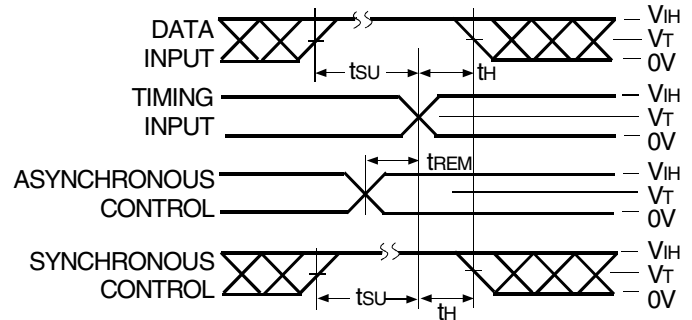 DATA
INPUT
tSU
tH
VIH
VT
0V
TIMING
INPUT
VIH
VT
0V
tREM
ASYNCHRONOUS
CONTROL
VIH
VT
0V
SYNCHRONOUS
CONTROL
tSU
tH
VIH
VT
0V